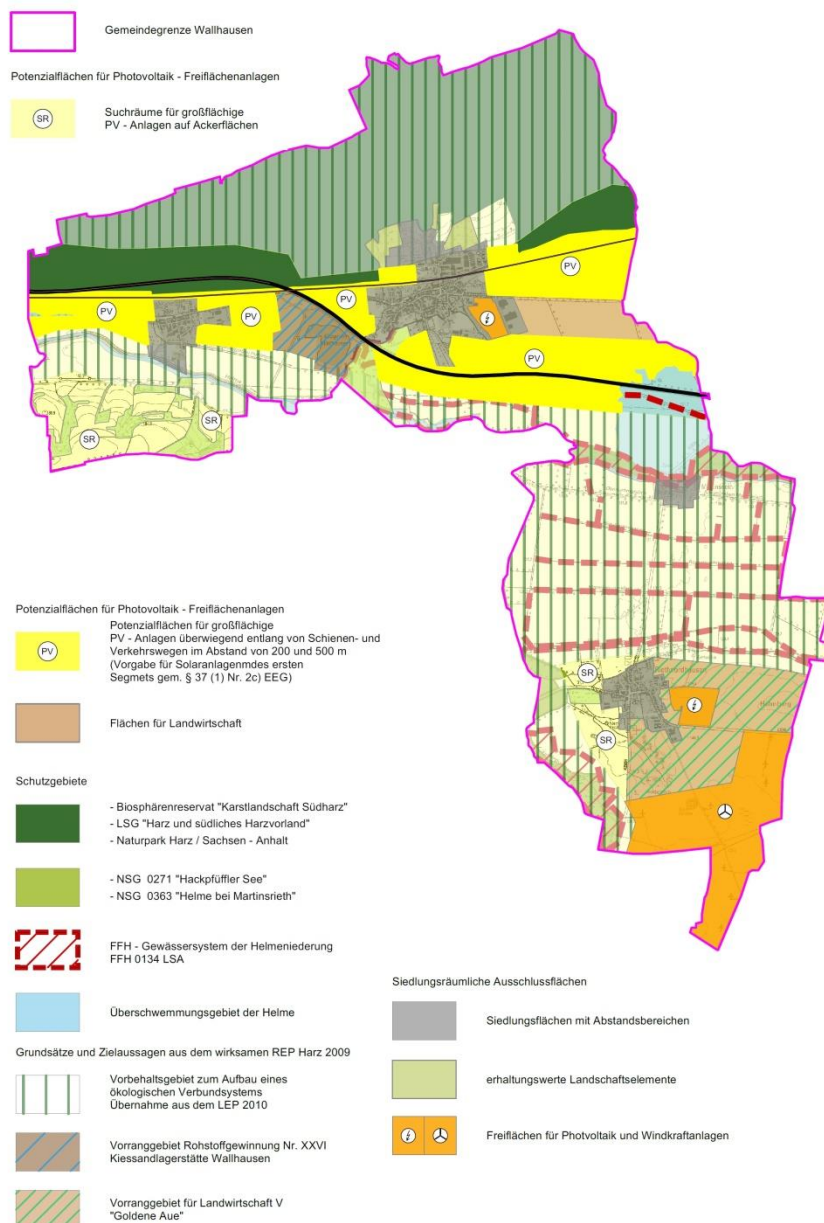 Gemeindegrenze Wallhausen
Potenzialflächen für Photovoltaik - Freiflächenanlagen
SR
Suchräume für großflächige
PV - Anlagen auf Ackerflächen
PV
PV
PV
PV
PV
SR
SR
SR
SR
Potenzialflächen für Photovoltaik - Freiflächenanlagen
PV
Potenzialflächen für großflächige
PV - Anlagen überwiegend entlang von Schienen- und
Verkehrswegen im Abstand von 200 und 500 m
(Vorgabe für Solaranlagenmdes ersten
Segmets gem. § 37 (1) Nr. 2c) EEG)
Flächen für Landwirtschaft
Schutzgebiete
- Biosphärenreservat "Karstlandschaft Südharz"
- LSG "Harz und südliches Harzvorland"
- Naturpark Harz / Sachsen - Anhalt
- NSG 0271 "Hackpfüffler See"
- NSG 0363 "Helme bei Martinsrieth"
FFH - Gewässersystem der Helmeniederung
FFH 0134 LSA
Überschwemmungsgebiet der Helme
Grundsätze und Zielaussagen aus dem wirksamen REP Harz 2009
Vorbehaltsgebiet zum Aufbau eines
ökologischen Verbundsystems
Übernahme aus dem LEP 2010
Vorranggebiet Rohstoffgewinnung Nr. XXVI
Kiessandlagerstätte Wallhausen
Vorranggebiet für Landwirtschaft V
"Goldene Aue"
Siedlungsräumliche Ausschlussflächen
Siedlungsflächen mit Abstandsbereichen
erhaltungswerte Landschaftselemente
Freiflächen für Photvoltaik und Windkraftanlagen